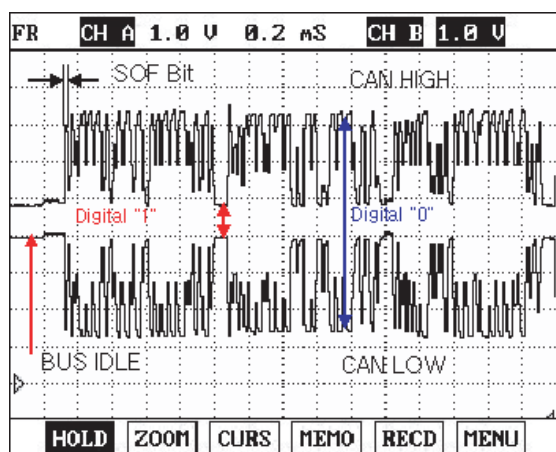 FR CH A 1.0 V 0.2 mS CH B 1.0 V
SOF Bit CAN HIGH
Digital "1" Digital "0"
BUS IDLE CAN LOW
HOLD ZOOM CURS MEMO RECD MENU